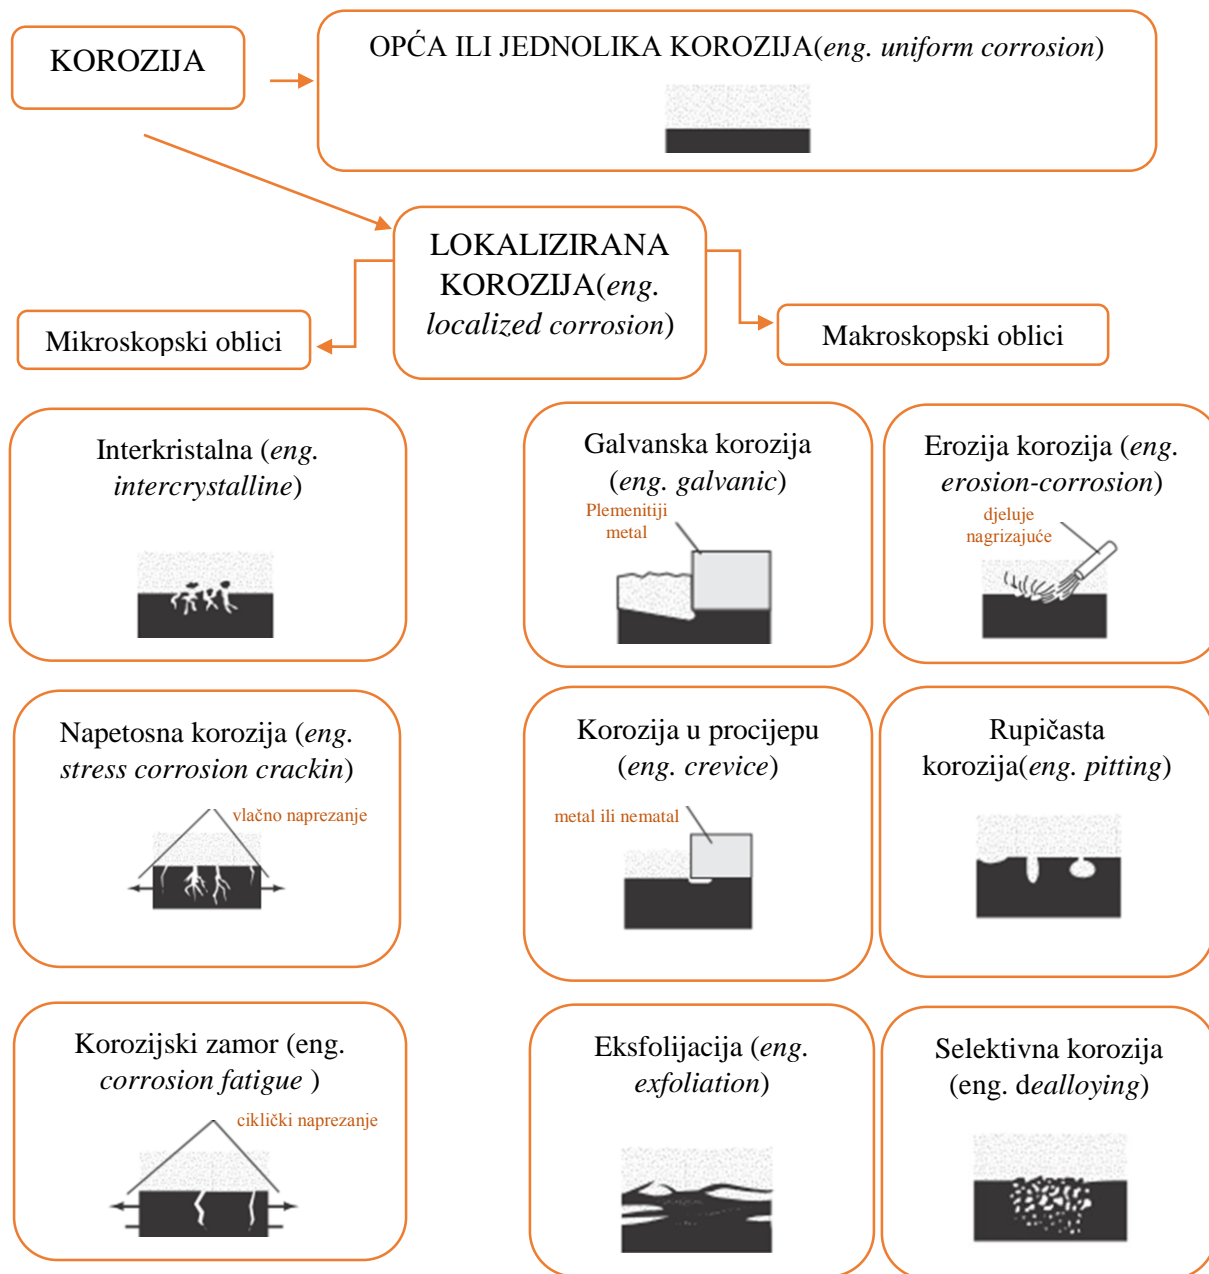 KOROZIJA
OPĆA ILI JEDNOLIKA KOROZIJA(eng. uniform corrosion)
LOKALIZIRANA
KOROZIJA(eng.
localized corrosion)
Mikroskopski oblici
Makroskopski oblici
Interkristalna (eng.
intercrystalline)
Galvanska korozija
(eng. galvanic)
Plemenitiji
metal
Erozija korozija (eng.
erosion-corrosion)
djeluje
nagrizajuće
Napetosna korozija (eng.
stress corrosion crackin)
vlačno naprezanje
Korozija u procijepu
(eng. crevice)
metal ili nematal
Rupičasta
korozija(eng. pitting)
Korozijski zamor (eng.
corrosion fatigue )
ciklički naprezanje
Eksfolijacija (eng.
exfoliation)
Selektivna korozija
(eng. dealloying)